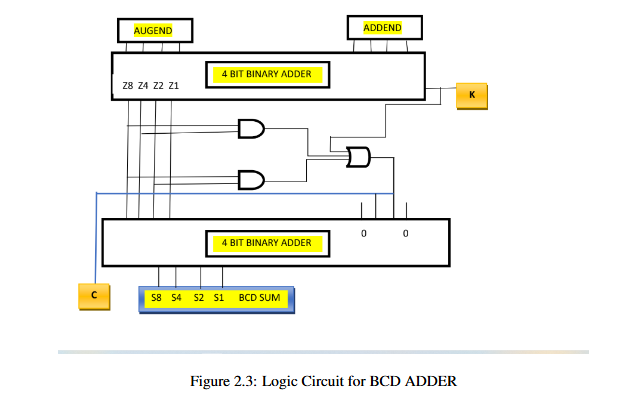 AUGEND
ADDEND
4 BIT BINARY ADDER
Z8 Z4 Z2 Z1
K
0 0
4 BIT BINARY ADDER
C
S8 S4 S2 S1 BCD SUM
Figure 2.3: Logic Circuit for BCD ADDER